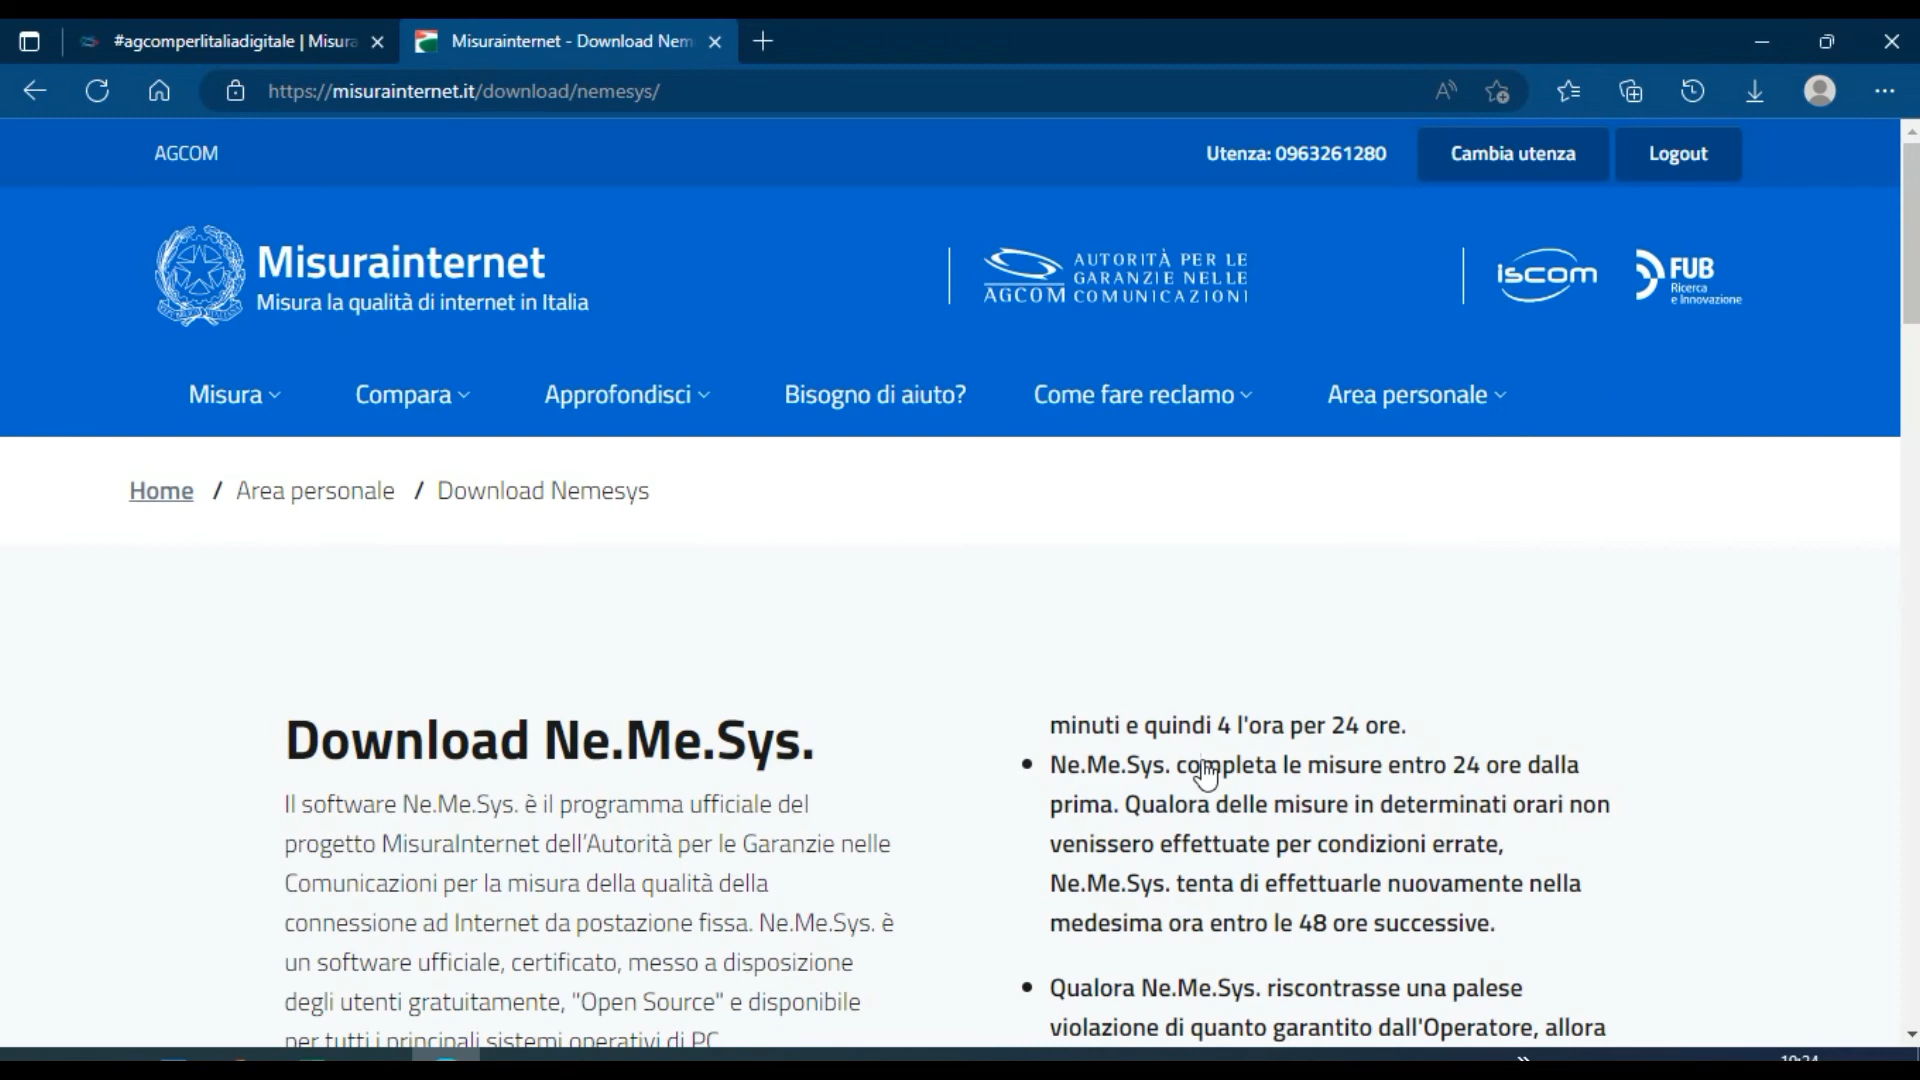 #agcomperlitaliadigitale | Misura
Misurainternet - Download Nem
https://misurainternet.it/download/nemesys/
AGCOM
Utenza: 0963261280
Cambia utenza
Logout
Misurainternet
Misura la qualità di internet in Italia
AGCOM
AUTORITÀ PER LE
GARANZIE NELLE
COMUNICAZIONI
iscom
FUB
Ricerca
e Innovazione
Misura
Compara
Approfondisci
Bisogno di aiuto?
Come fare reclamo
Area personale
Home / Area personale / Download Nemesys
Download Ne.Me.Sys.
Il software Ne.Me.Sys. è il programma ufficiale del
progetto MisuraInternet dell'Autorità per le Garanzie nelle
Comunicazioni per la misura della qualità della
connessione ad Internet da postazione fissa. Ne.Me.Sys. è
un software ufficiale, certificato, messo a disposizione
degli utenti gratuitamente, "Open Source" e disponibile
per tutti i principali sistemi operativi di PC
minuti e quindi 4 l'ora per 24 ore.
• Ne.Me.Sys. completa le misure entro 24 ore dalla
prima. Qualora delle misure in determinati orari non
venissero effettuate per condizioni errate,
Ne.Me.Sys. tenta di effettuarle nuovamente nella
medesima ora entro le 48 ore successive.
• Qualora Ne.Me.Sys. riscontrasse una palese
violazione di quanto garantito dall'Operatore, allora